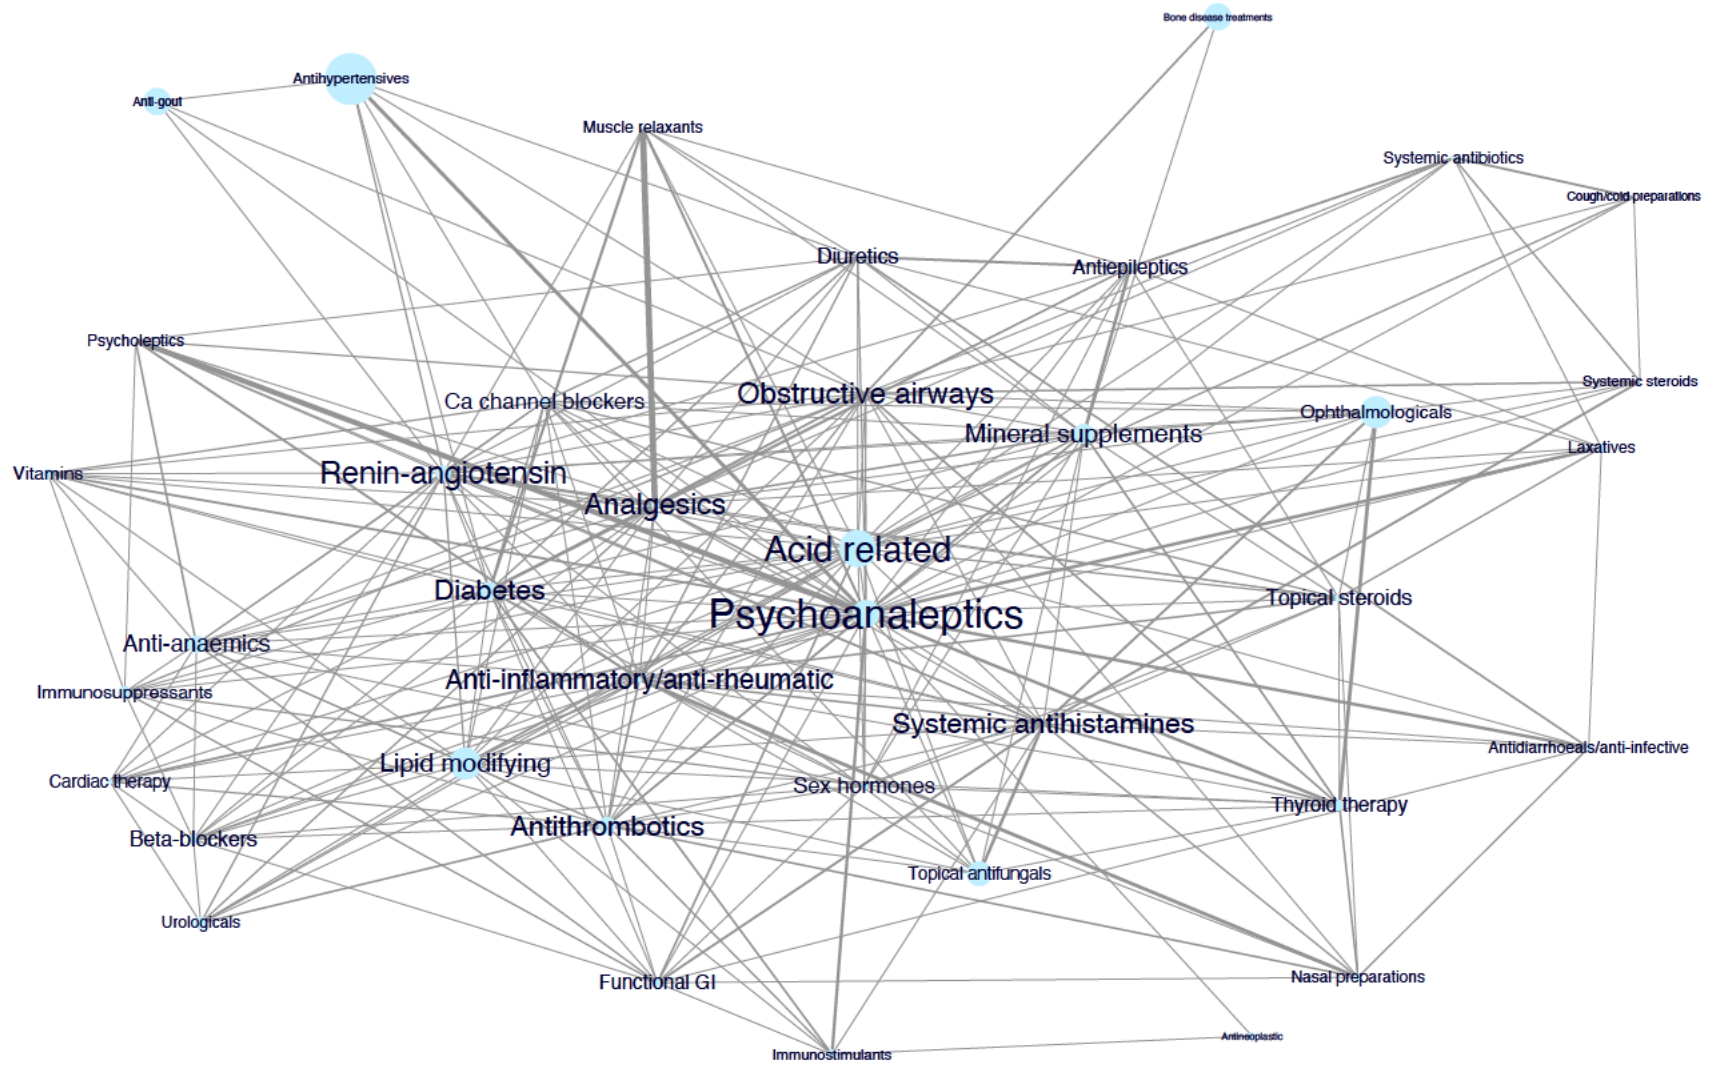 Bone disease treatments
Antihypertensives
Anti-gout
Muscle relaxants
Systemic antibiotics
Cough/cold preparations
Diuretics
Antiepileptics
Psycholeptics
Systemic steroids
Obstructive airways
Ca channel blockers
Ophthalmologicals
Mineral supplements
Laxatives
Vitamins
Renin-angiotensin
Analgesics
Acid related
Diabetes
Topical steroids
Psychoanaleptics
Anti-anaemics
Anti-inflammatory/anti-rheumatic
Immunosuppressants
Systemic antihistamines
Antidiarrhoeals/anti-infective
Lipid modifying
Cardiac therapy
Sex hormones
Thyroid therapy
Antithrombotics
Beta-blockers
Topical antifungals
Urologicals
Nasal preparations
Functional GI
Antineoplastic
Immunostimulants